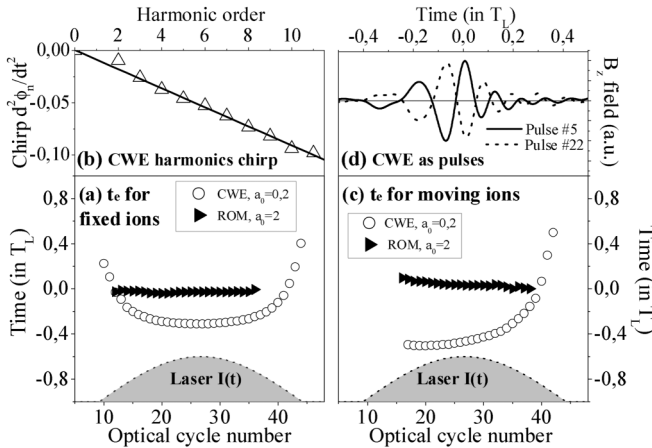 Harmonic order
0 2 4 6 8 10
Chirp d²ϕₙ/dt²
0,00
-0,05
-0,10
(b) CWE harmonics chirp
Time (in T_L)
-0,4 -0,2 0,0 0,2 0,4
B_z field (a.u.)
Pulse #5
Pulse #22
(d) CWE as pulses
(a) tₑ for
fixed ions
CWE, a₀=0,2
ROM, a₀=2
Time (in T_L)
0,8
0,4
0,0
-0,4
-0,8
Laser I(t)
10 20 30 40
Optical cycle number
(c) tₑ for moving ions
CWE, a₀=0,2
ROM, a₀=2
Time (in T_L)
0,8
0,4
0,0
-0,4
-0,8
Laser I(t)
10 20 30 40 50
Optical cycle number